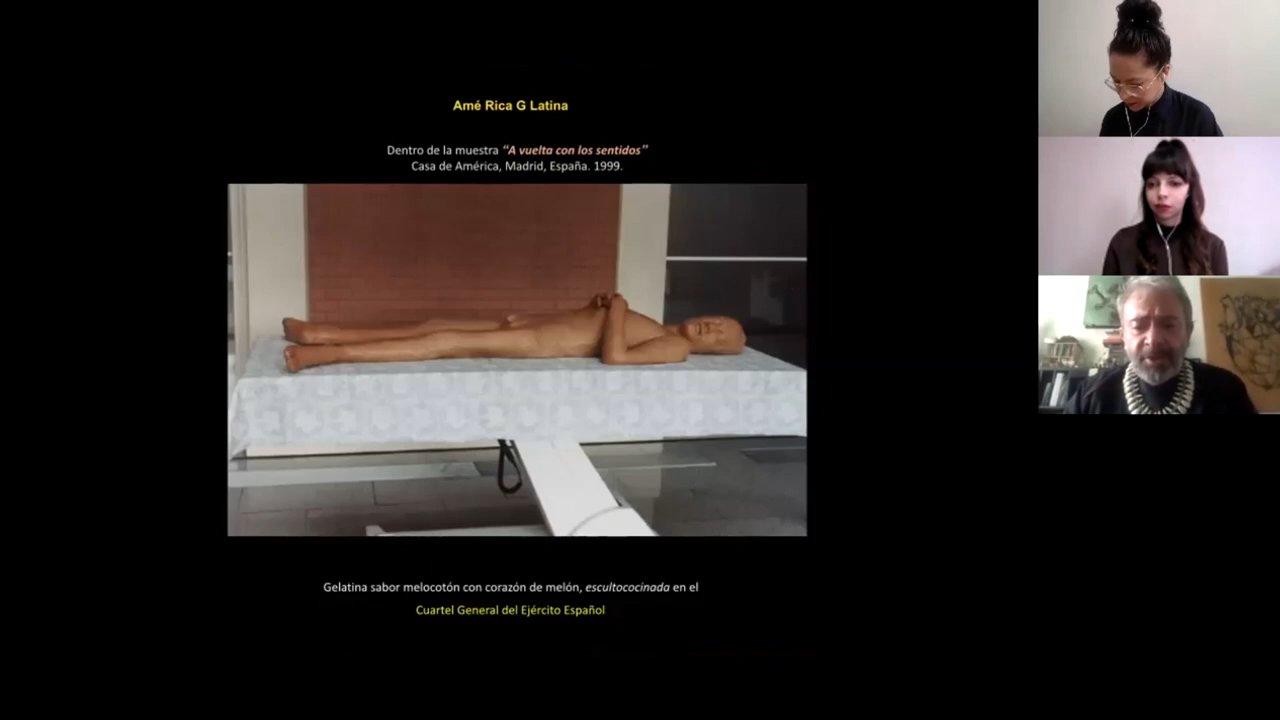 Amé Rica G Latina
Dentro de la muestra “A vuelta con los sentidos”
Casa de América, Madrid, España. 1999.
Gelatina sabor melocotón con corazón de melón, escultococinada en el
Cuartel General del Ejército Español